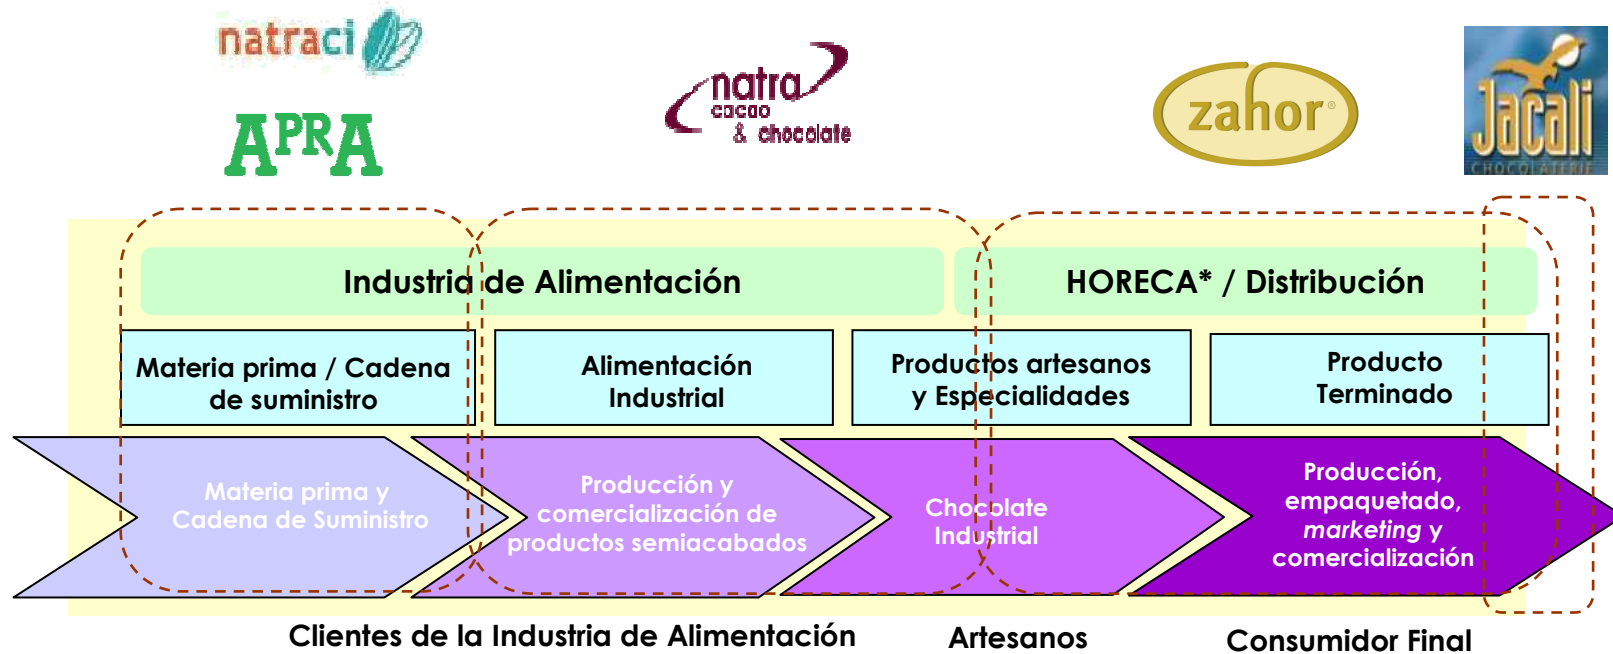 natraci
APRA
natra
cacao
& chocolate
zahor®
Jacali
CHOCOLATERIE
Industria de Alimentación
HORECA* / Distribución
Materia prima / Cadena
de suministro
Alimentación
Industrial
Productos artesanos
y Especialidades
Producto
Terminado
Materia prima y
Cadena de Suministro
Producción y
comercialización de
productos semiacabados
Chocolate
Industrial
Producción,
empaquetado,
marketing y
comercialización
Clientes de la Industria de Alimentación
Artesanos
Consumidor Final